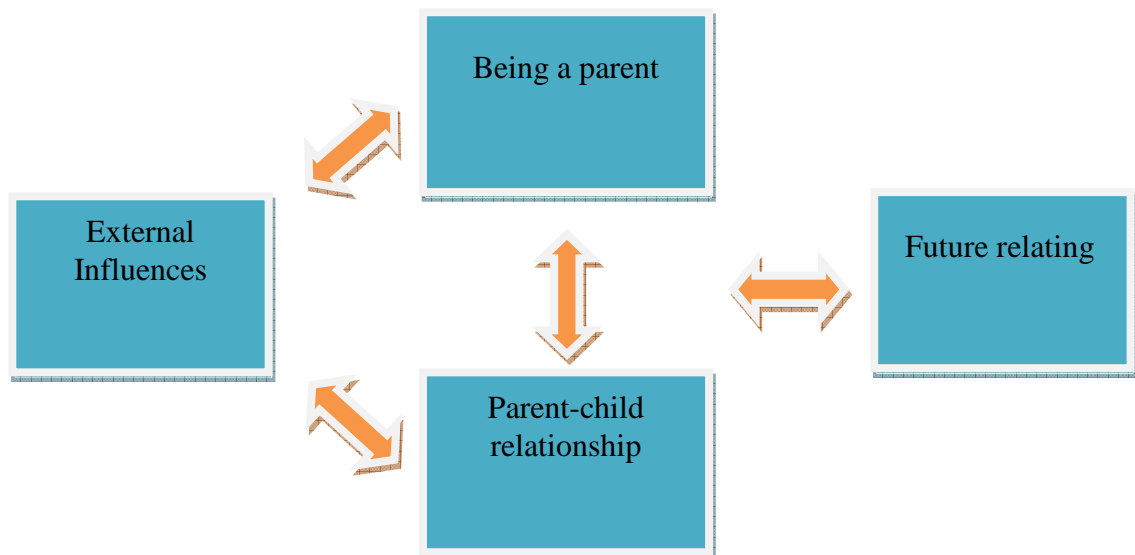 Being a parent
External
Influences
Future relating
Parent-child
relationship